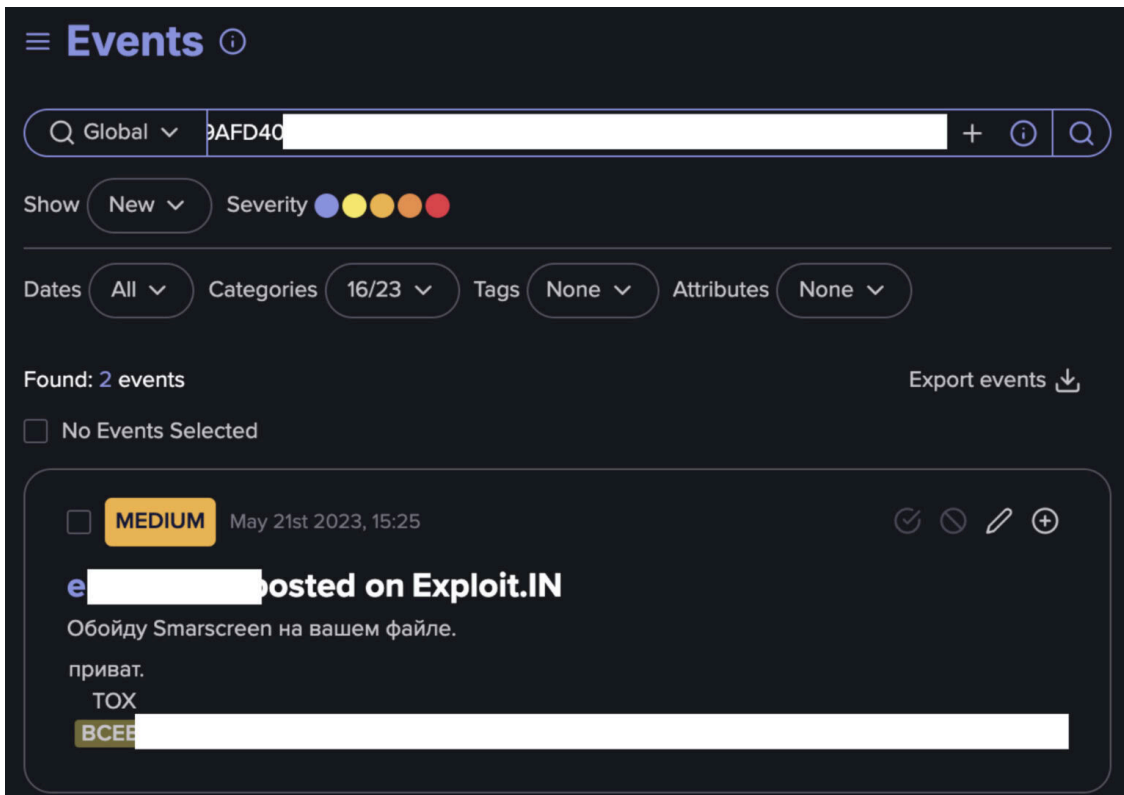 Events
Global 9AFD40
Show New Severity
Dates All Categories 16/23 Tags None Attributes None
Found: 2 events Export events
No Events Selected
MEDIUM May 21st 2023, 15:25
e posted on Exploit.IN
Обойду Smarscreen на вашем файле.
приват.
TOX
BCEE